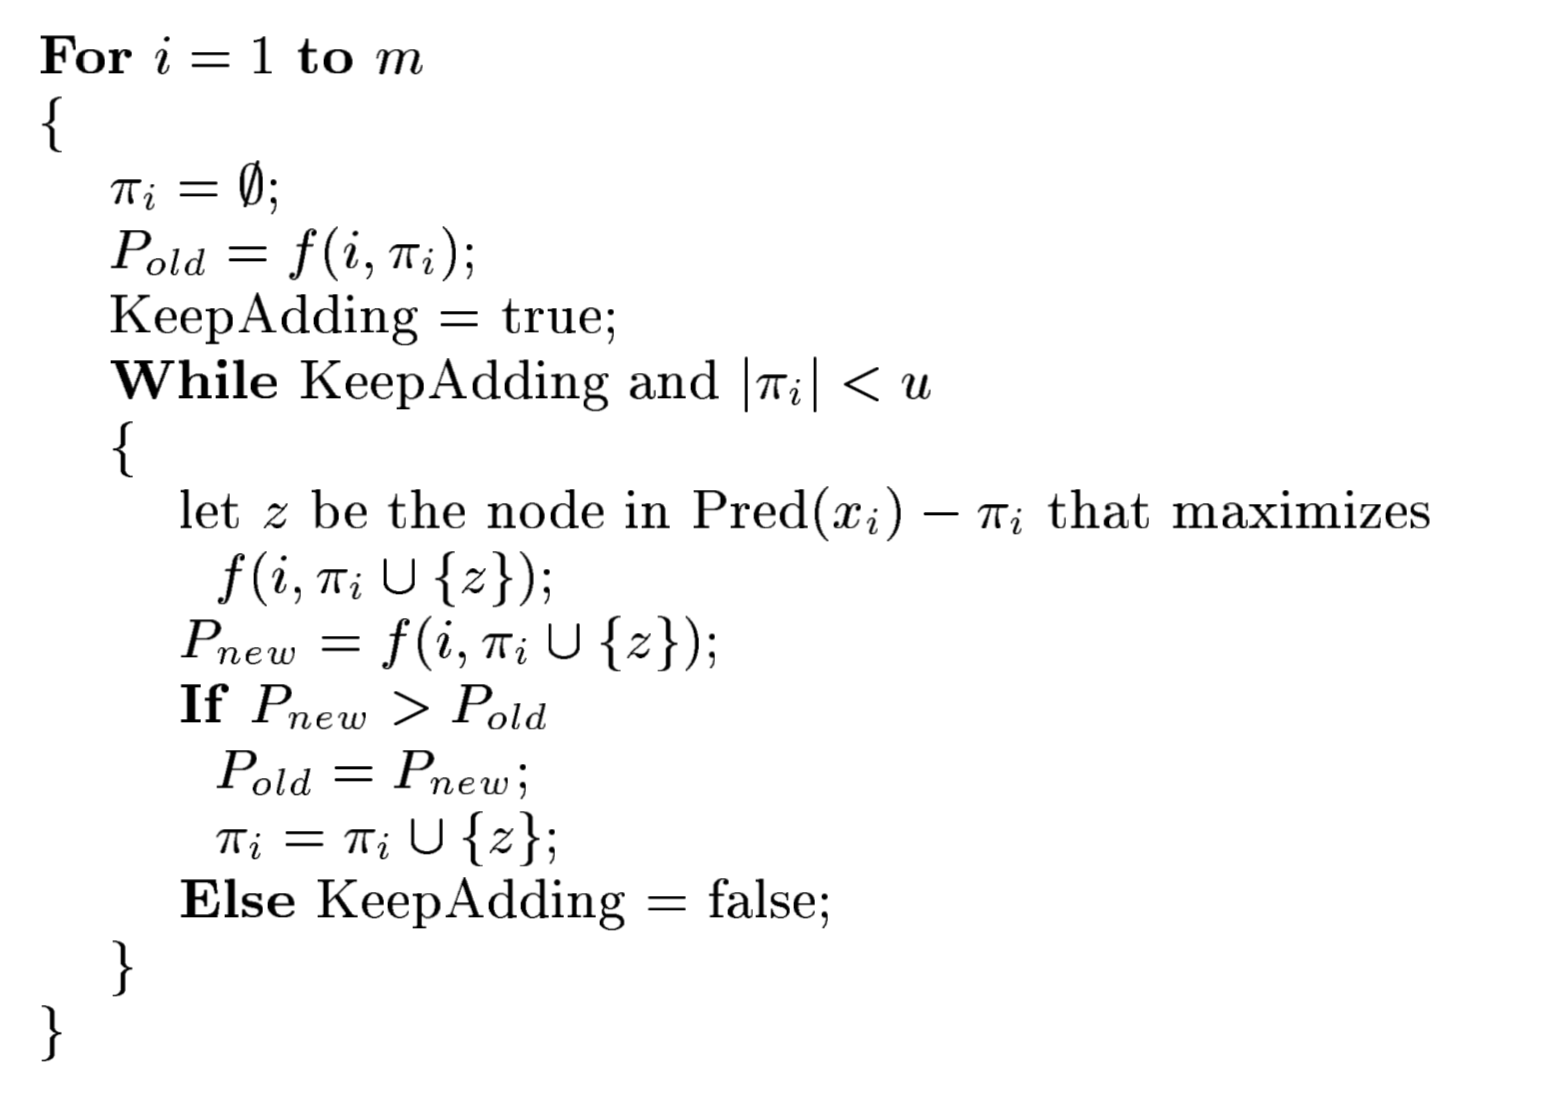 For i = 1 to m
{
π_i = ∅;
P_old = f(i, π_i);
KeepAdding = true;
While KeepAdding and |π_i| < u
{
let z be the node in Pred(x_i) − π_i that maximizes
f(i, π_i ∪ {z});
P_new = f(i, π_i ∪ {z});
If P_new > P_old
P_old = P_new;
π_i = π_i ∪ {z};
Else KeepAdding = false;
}
}